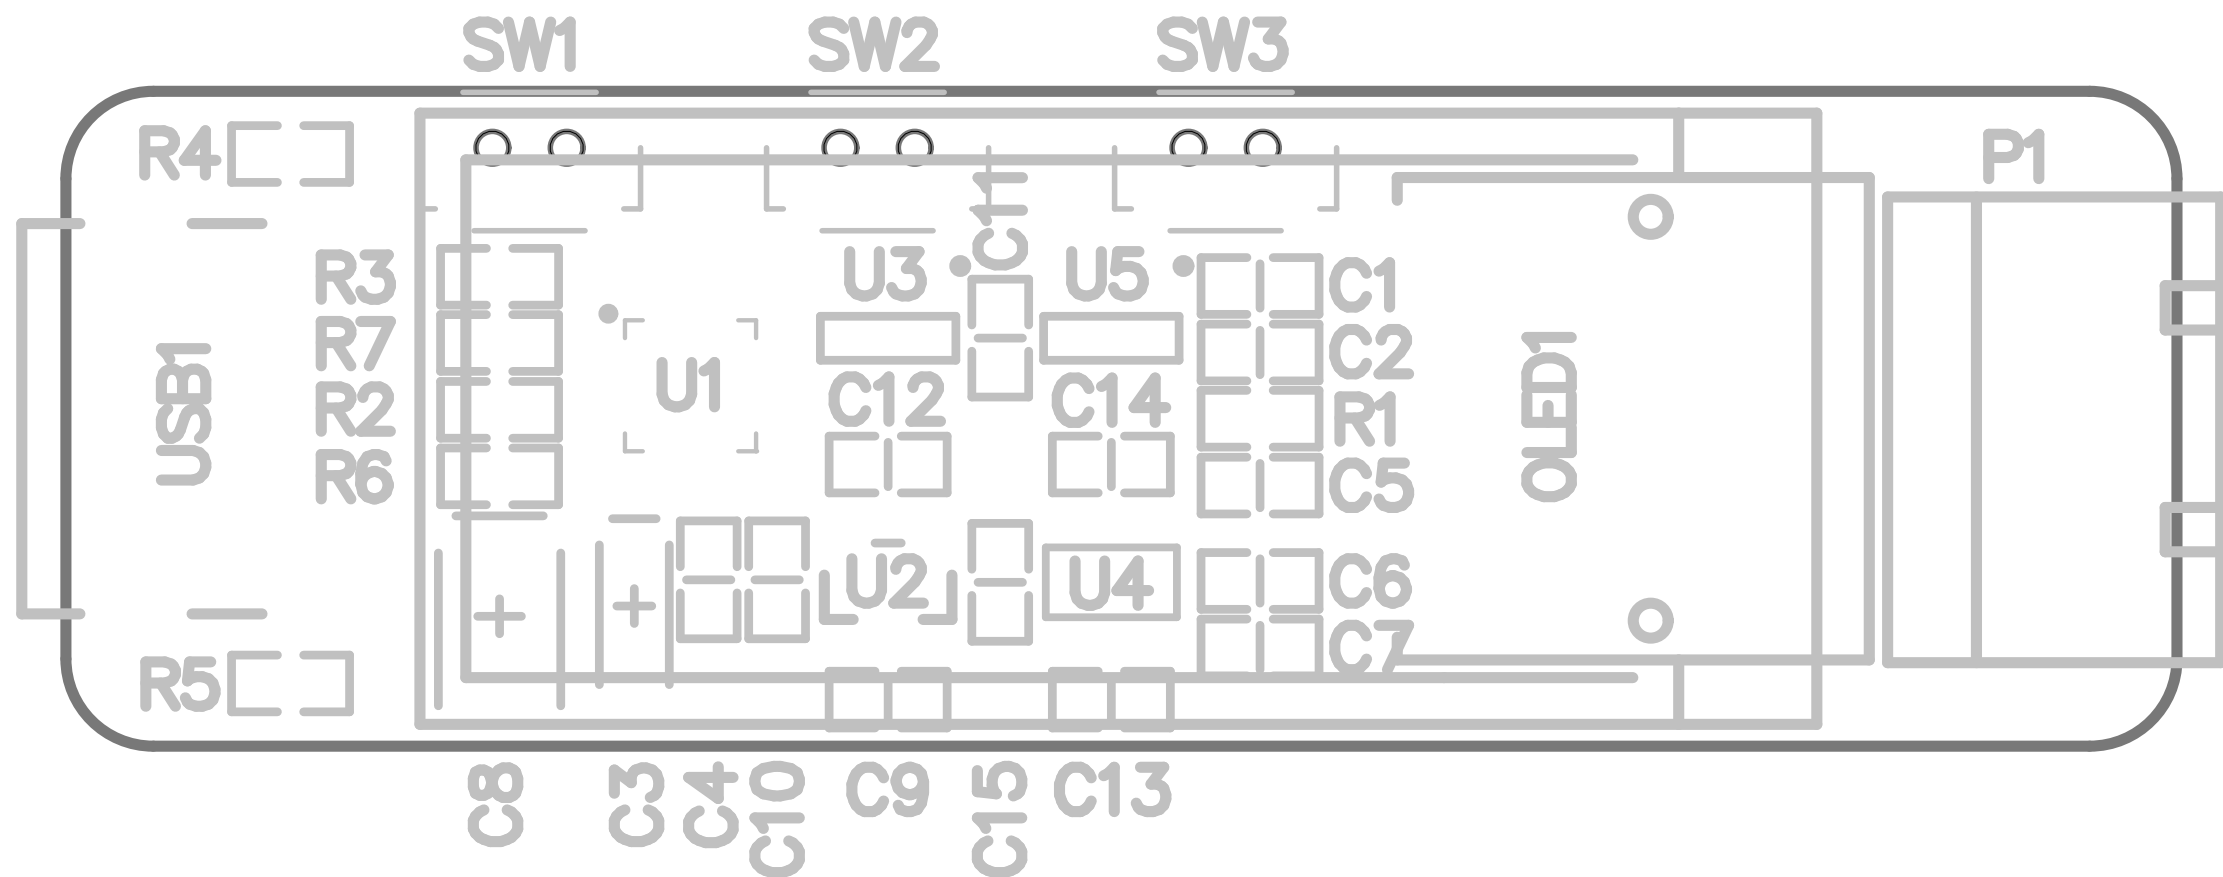 SW1 SW2 SW3
R4 P1
C11
R3 U3 U5 C1
R7 C2
USB1 U1 OLED1
R2 C12 C14 R1
R6 C5
+ + U2 U4 C6
R5 C7
C8 C3 C4 C10 C9 C15 C13